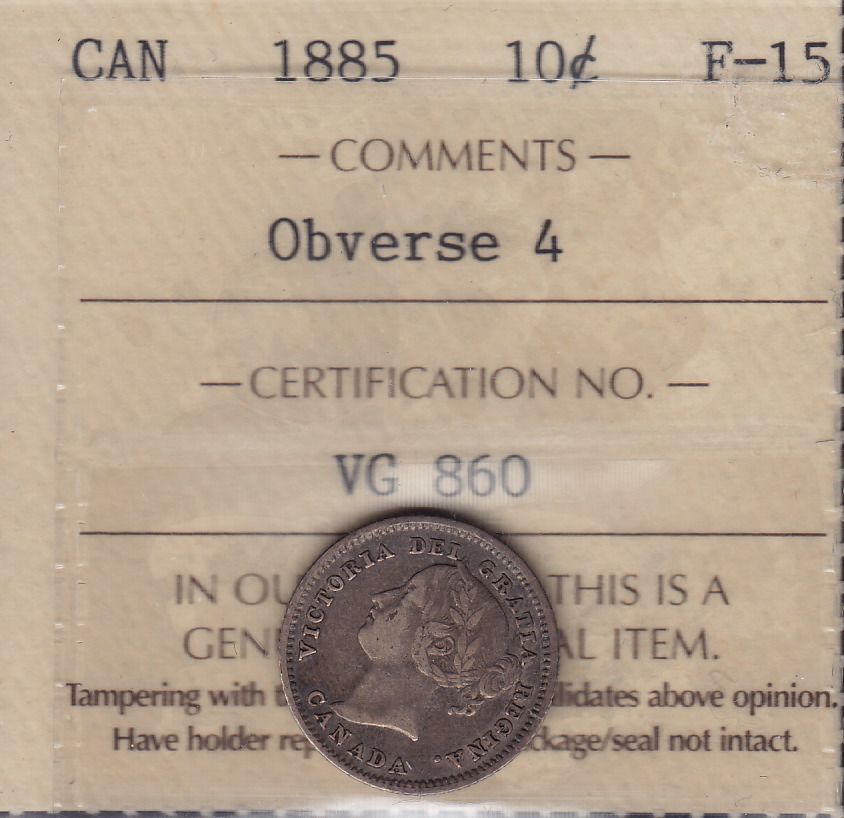 CAN 1885 10¢ F-15
— COMMENTS —
Obverse 4
— CERTIFICATION NO. —
VG 860
IN OU THIS IS A
GEN AL ITEM.
Tampering with t lidates above opinion.
Have holder rep ckage/seal not intact.
VICTORIA DEI GRATIA REGINA.
CANADA